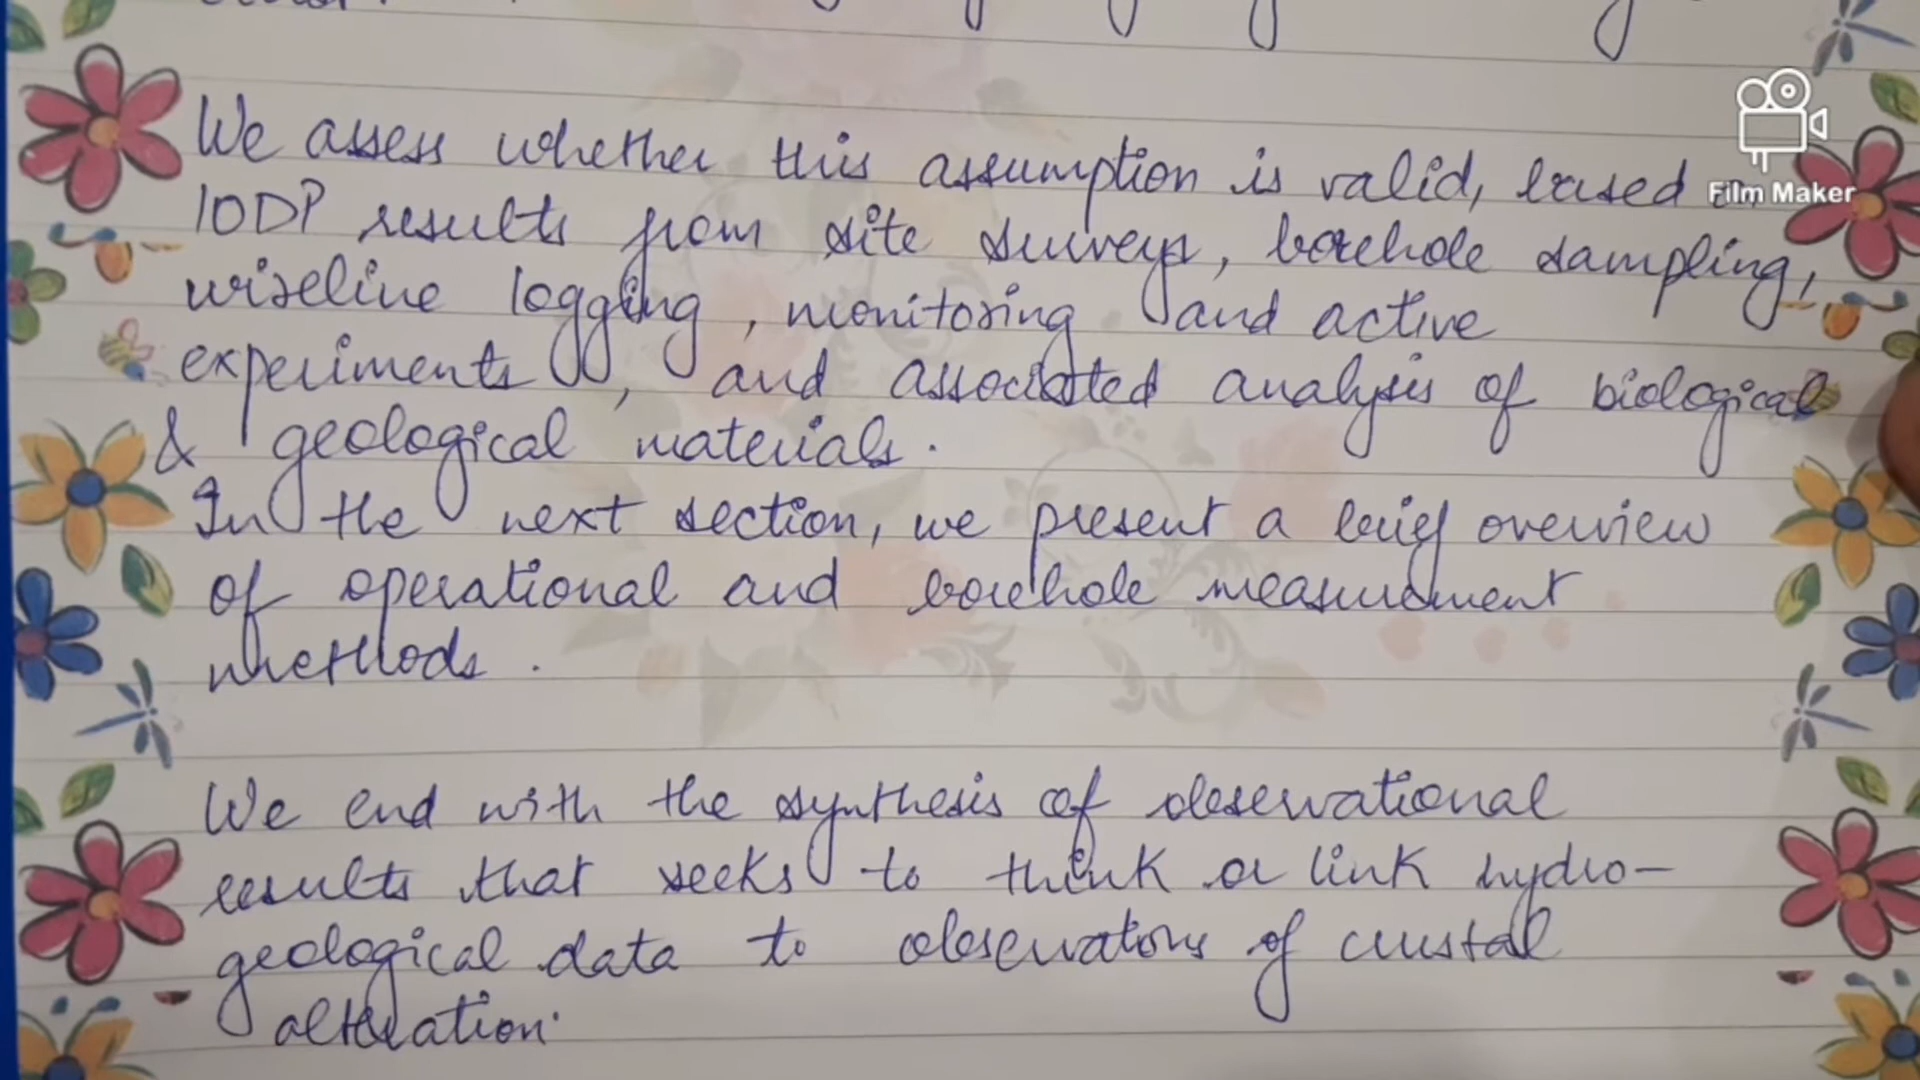 We assess whether this assumption is valid, based on
IODP results from site surveys, borehole sampling,
wireline logging, monitoring and active
experiments, and associated analysis of biological
& geological materials.
In the next section, we present a brief overview
of operational and borehole measurement
methods.
We end with the synthesis of observational
results that seeks to think or link hydro-
geological data to observations of crustal
alteration.
Film Maker